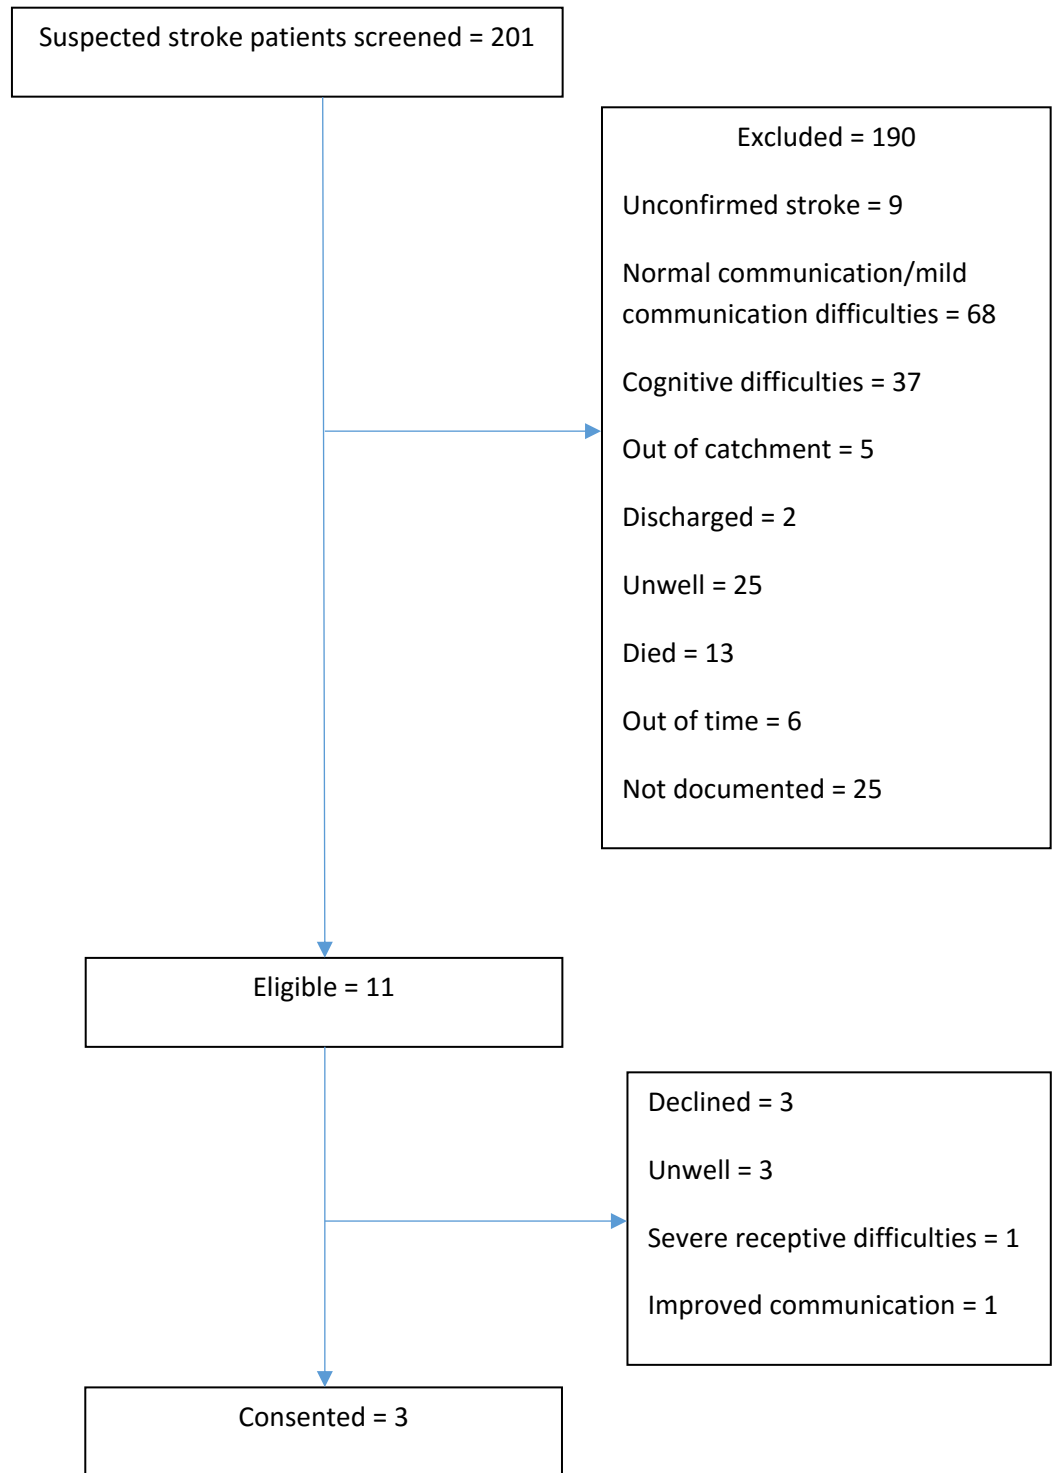 Suspected stroke patients screened = 201
Excluded = 190
Unconfirmed stroke = 9
Normal communication/mild
communication difficulties = 68
Cognitive difficulties = 37
Out of catchment = 5
Discharged = 2
Unwell = 25
Died = 13
Out of time = 6
Not documented = 25
Eligible = 11
Declined = 3
Unwell = 3
Severe receptive difficulties = 1
Improved communication = 1
Consented = 3